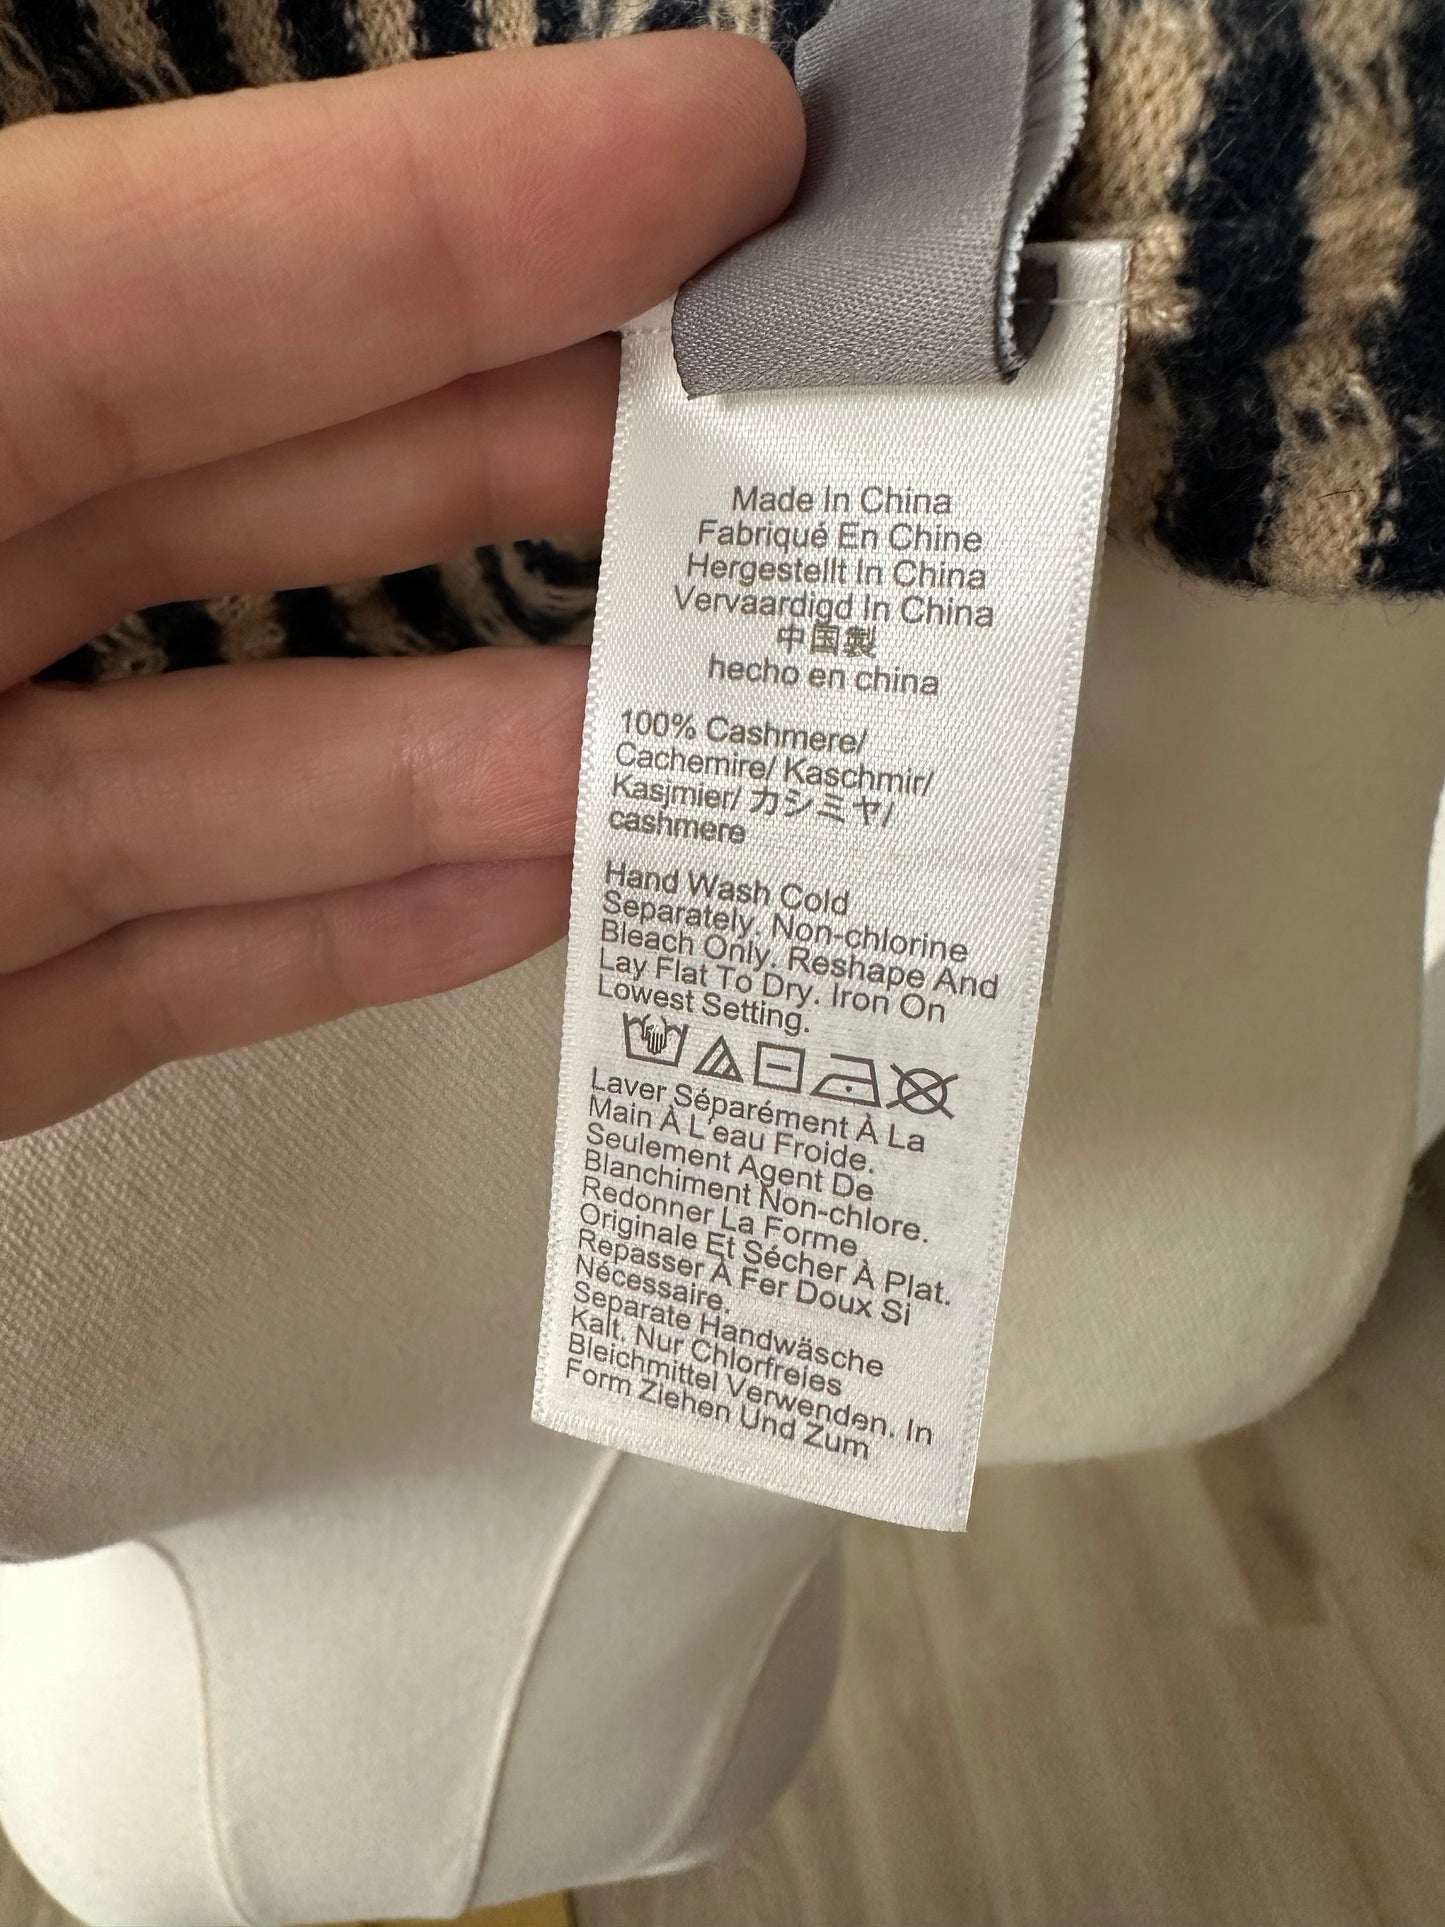 Made In China
Fabriqué En Chine
Hergestellt In China
Vervaardigd In China
中国製
hecho en china
100% Cashmere/
Cachemire/ Kaschmir/
Kasjmier/ カシミヤ/
cashmere
Hand Wash Cold
Separately. Non-chlorine
Bleach Only. Reshape And
Lay Flat To Dry. Iron On
Lowest Setting.
Laver Séparément À La
Main À L'eau Froide.
Seulement Agent De
Blanchiment Non-chlore.
Redonner La Forme
Originale Et Sécher À Plat.
Repasser À Fer Doux Si
Nécessaire.
Separate Handwäsche
Kalt. Nur Chlorfreies
Bleichmittel Verwenden. In
Form Ziehen Und Zum